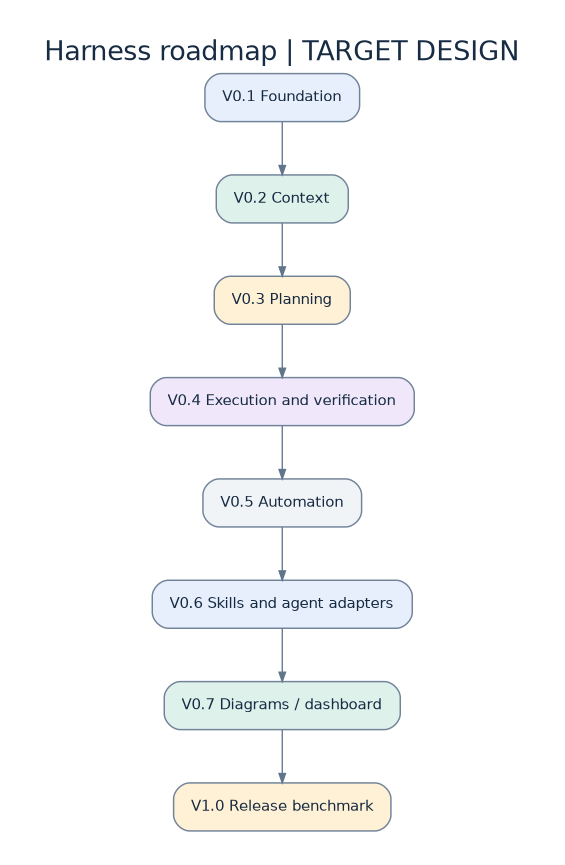 Harness roadmap | TARGET DESIGN
V0.1 Foundation
V0.2 Context
V0.3 Planning
V0.4 Execution and verification
V0.5 Automation
V0.6 Skills and agent adapters
V0.7 Diagrams / dashboard
V1.0 Release benchmark